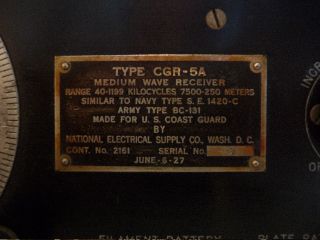 TYPE CGR-5A
MEDIUM WAVE RECEIVER
RANGE 40-1199 KILOCYCLES 7500-250 METERS
SIMILAR TO NAVY TYPE S.E. 1420-C
ARMY TYPE BC-131
MADE FOR U.S. COAST GUARD
BY
NATIONAL ELECTRICAL SUPPLY CO., WASH. D.C.
CONT. NO. 2161 SERIAL NO.
JUNE-6-27
FILAMENT BATTERY